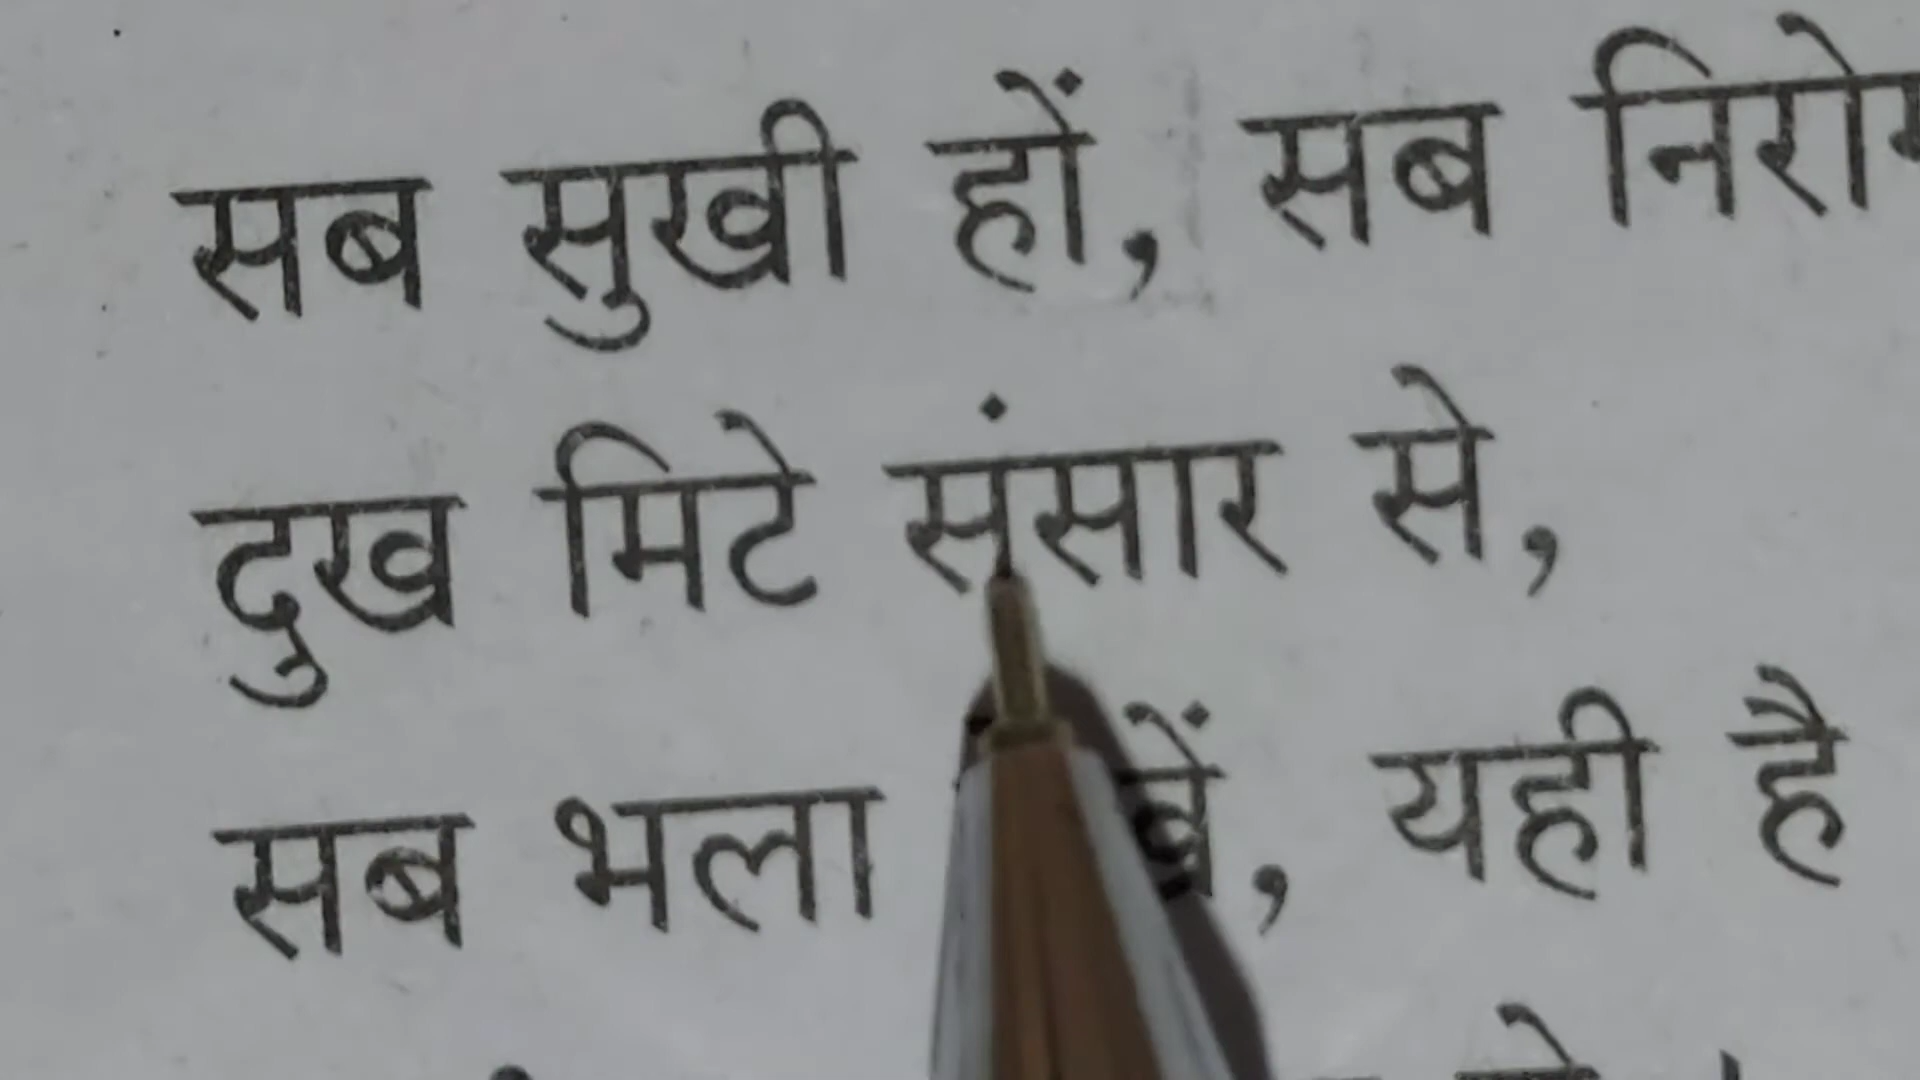 सब सुखी हों, सब
दुख मिटे संसार से,
सब भला, यही है